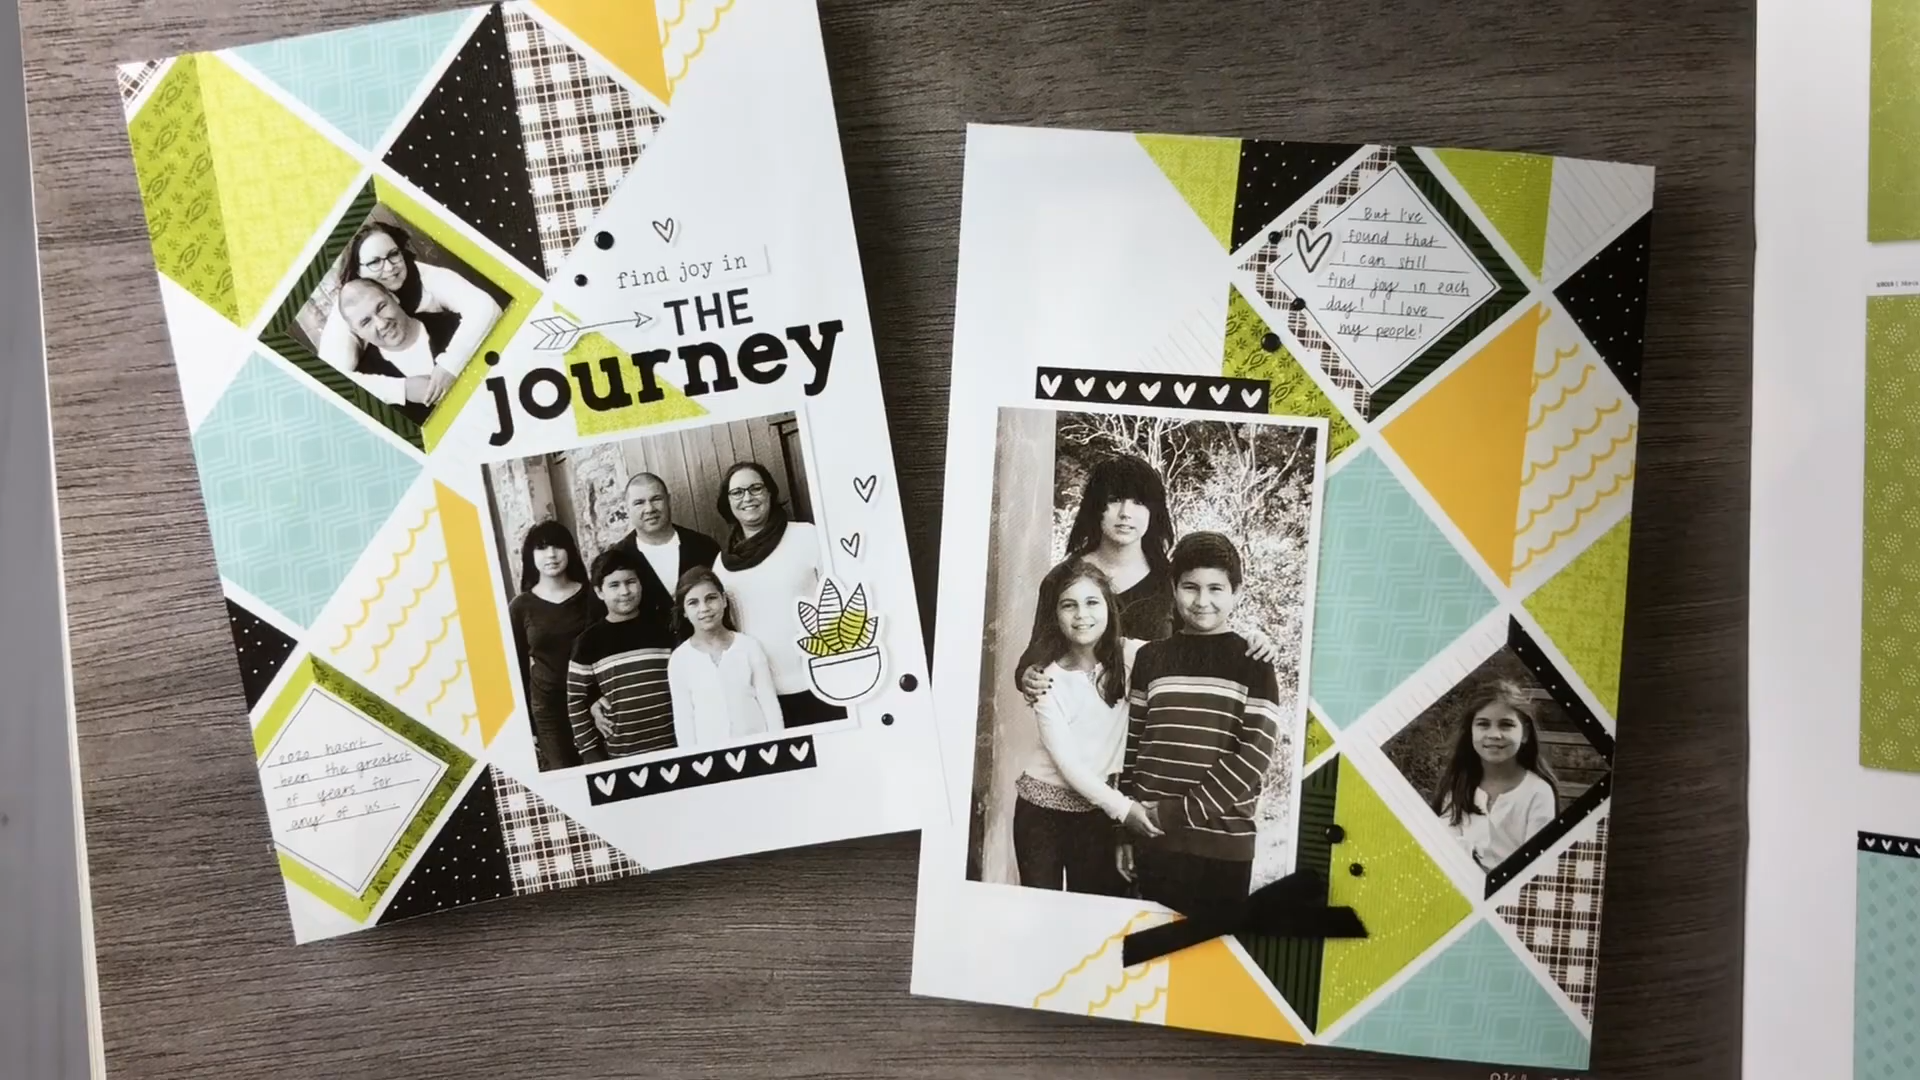 find joy in
THE
journey
2020 hasn't
been the greatest
of years for
any of us...
But I've
found that
I can still
find joy in each
day! I love
my people!